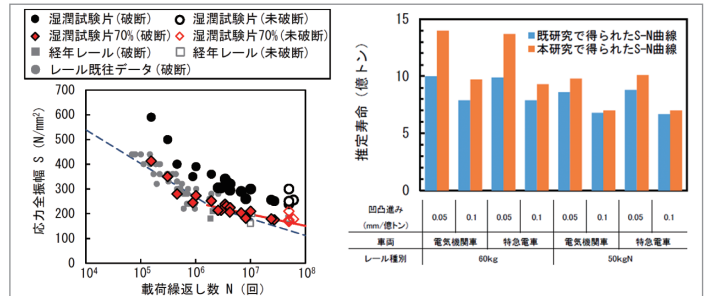 湿潤試験片(破断) 湿潤試験片(未破断)
湿潤試験片70%(破断) 湿潤試験片70%(未破断)
経年レール(破断) 経年レール(未破断)
レール既往データ(破断)
応力全振幅 S (N/mm²)
700
600
500
400
300
200
100
0
10⁴ 10⁵ 10⁶ 10⁷ 10⁸
載荷繰返し数 N (回)
既研究で得られたS-N曲線
本研究で得られたS-N曲線
推定寿命 (億トン)
15
10
5
0
凹凸進み
(mm/億トン)
0.05 0.1 0.05 0.1 0.05 0.1 0.05 0.1
車両 電気機関車 特急電車 電気機関車 特急電車
レール種別 60kg 50kgN